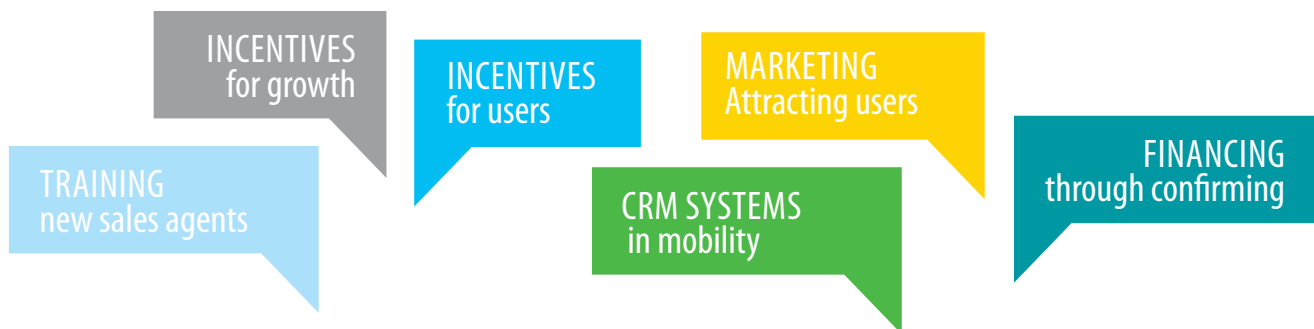 INCENTIVES
for growth
INCENTIVES
for users
MARKETING
Attracting users
TRAINING
new sales agents
CRM SYSTEMS
in mobility
FINANCING
through confirming